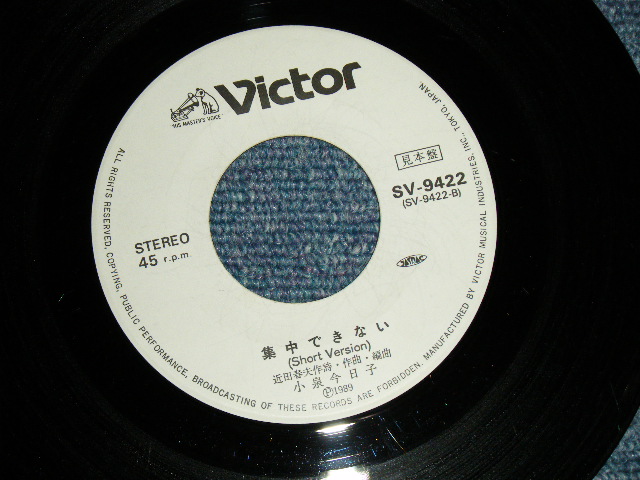 Victor
"HIS MASTER'S VOICE"
見本盤
SV-9422
(SV-9422-B)
STEREO
45 r.p.m.
集中できない
(Short Version)
近田春夫作詩・作曲・編曲
小泉今日子
Ⓟ1989
ALL RIGHTS RESERVED. COPYING, PUBLIC PERFORMANCE, BROADCASTING OF THESE RECORDS ARE FORBIDDEN. MANUFACTURED BY VICTOR MUSICAL INDUSTRIES, INC., TOKYO, JAPAN